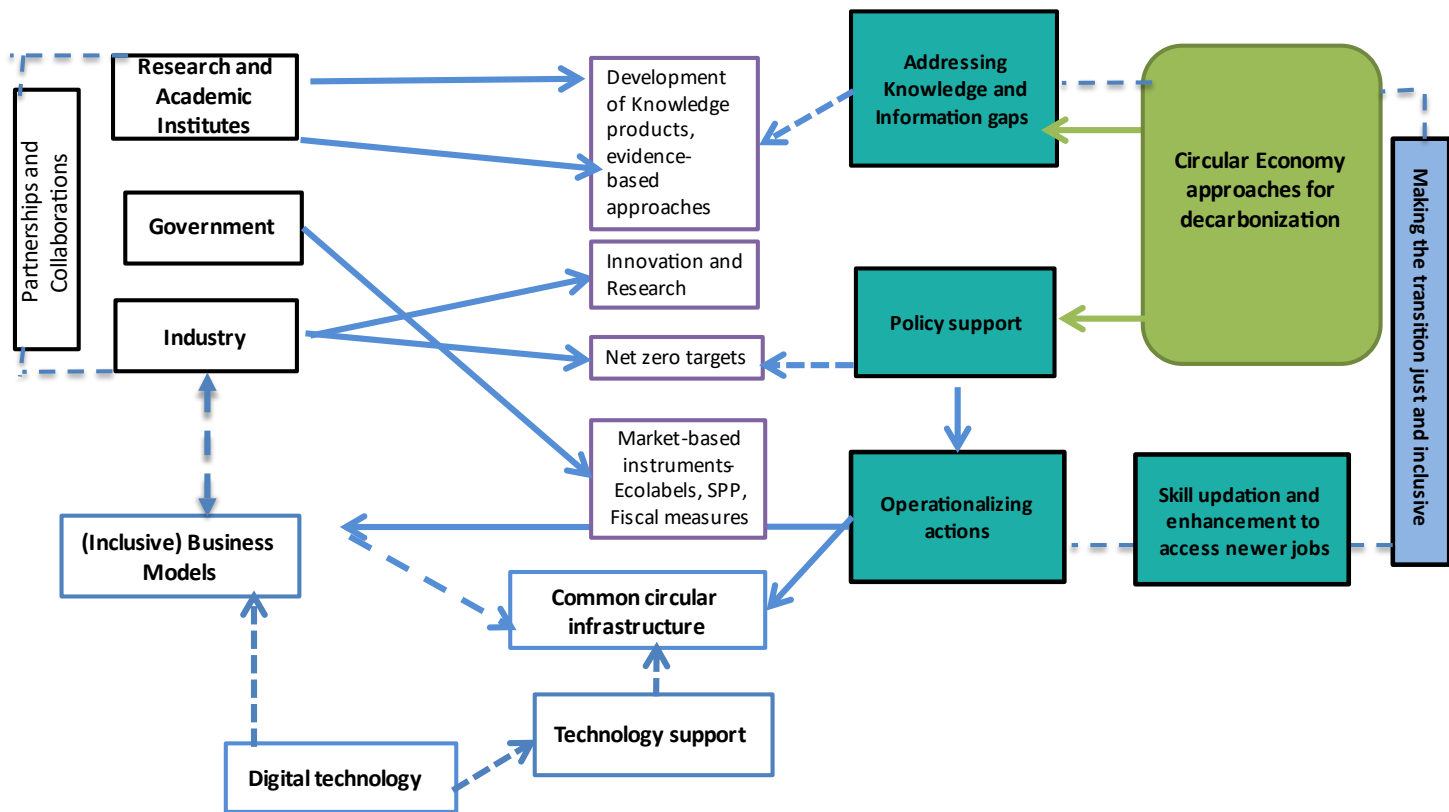 Partnerships and
Collaborations
Research and
Academic
Institutes
Government
Industry
(Inclusive) Business
Models
Digital technology
Development
of Knowledge
products,
evidence-
based
approaches
Innovation and
Research
Net zero targets
Market-based
instruments-
Ecolabels, SPP,
Fiscal measures
Common circular
infrastructure
Technology support
Addressing
Knowledge and
Information gaps
Policy support
Operationalizing
actions
Circular Economy
approaches for
decarbonization
Skill updation and
enhancement to
access newer jobs
Making the transition just and inclusive